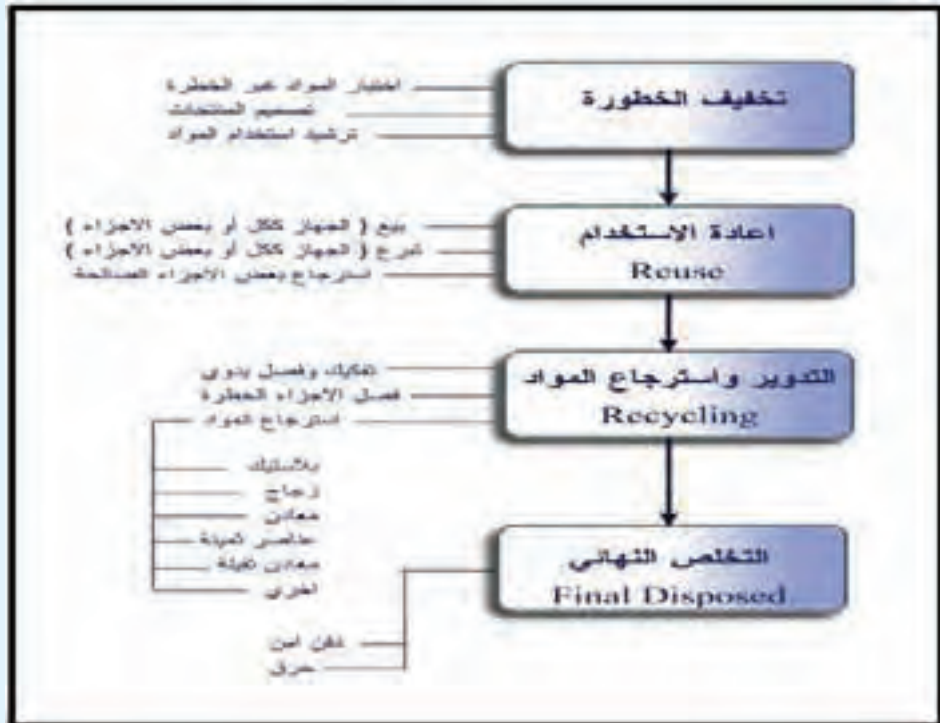 تخفيف الخطورة
اختيار المواد غير الخطرة
تصميم المنتجات
ترشيد استخدام المواد
اعادة الاستخدام
Reuse
بيع ( الجهاز ككل أو بعض الاجزاء )
تبرع ( الجهاز ككل أو بعض الاجزاء )
استرجاع بعض الاجزاء الصالحة
التدوير واسترجاع المواد
Recycling
تفكيك وفصل يدوي
فصل الاجزاء الخطرة
استرجاع المواد
بلاستيك
زجاج
معادن
عناصر ثمينة
معادن ثقيلة
اخرى
التخلص النهائي
Final Disposed
دفن امن
حرق